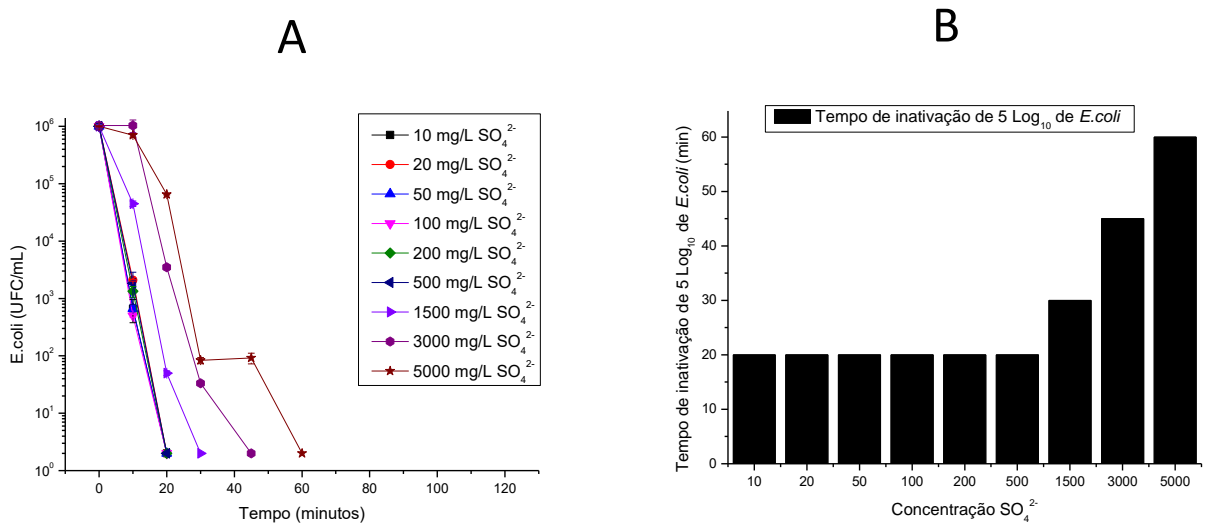 A
B
10⁶
10⁵
10⁴
10³
10²
10¹
10⁰
E.coli (UFC/mL)
0 20 40 60 80 100 120
Tempo (minutos)
10 mg/L SO₄²⁻
20 mg/L SO₄²⁻
50 mg/L SO₄²⁻
100 mg/L SO₄²⁻
200 mg/L SO₄²⁻
500 mg/L SO₄²⁻
1500 mg/L SO₄²⁻
3000 mg/L SO₄²⁻
5000 mg/L SO₄²⁻
Tempo de inativação de 5 Log₁₀ de E.coli
Tempo de inativação de 5 Log₁₀ de E.coli (min)
60
50
40
30
20
10
0
10 20 50 100 200 500 1500 3000 5000
Concentração SO₄²⁻